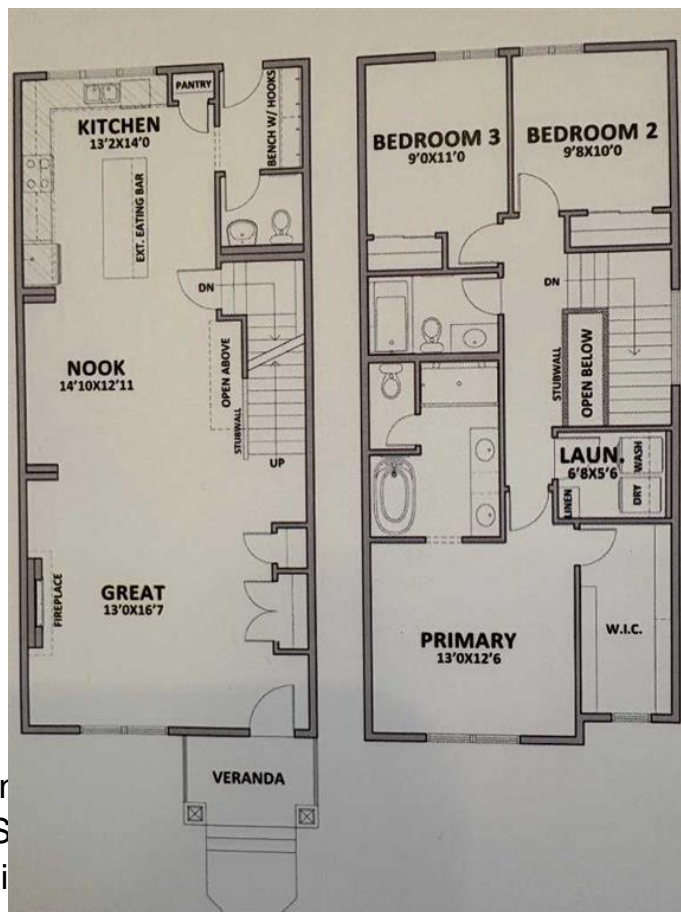 KITCHEN
13'2X14'0
PANTRY
BENCH W/ HOOKS
EXT. EATING BAR
DN
NOOK
14'10X12'11
OPEN ABOVE
STUBWALL
UP
GREAT
13'0X16'7
FIREPLACE
VERANDA
BEDROOM 3
9'0X11'0
BEDROOM 2
9'8X10'0
DN
STUBWALL
OPEN BELOW
LAUN.
6'8X5'6
WASH
DRY
LINEN
PRIMARY
13'0X12'6
W.I.C.